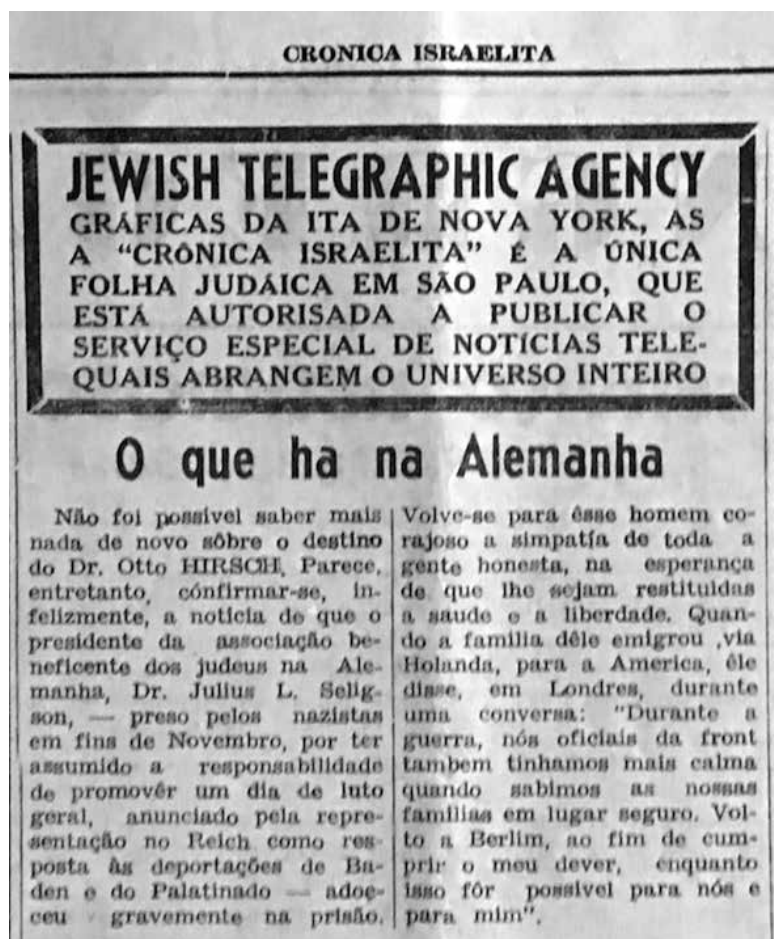 CRONICA ISRAELITA
JEWISH TELEGRAPHIC AGENCY
GRÁFICAS DA ITA DE NOVA YORK, AS
A "CRÔNICA ISRAELITA" É A ÚNICA
FOLHA JUDÁICA EM SÃO PAULO, QUE
ESTÁ AUTORISADA A PUBLICAR O
SERVIÇO ESPECIAL DE NOTÍCIAS TELE-
QUAIS ABRANGEM O UNIVERSO INTEIRO
O que ha na Alemanha
Não foi possivel saber mais
nada de novo sôbre o destino
do Dr. Otto HIRSCH, Parece,
entretanto, cónfirmar-se, in-
felizmente, a noticia de que o
presidente da associação be-
neficente dos judeus na Ale-
manha, Dr. Julius L. Selig-
son, — preso pelos nazistas
em fins de Novembro, por ter
assumido a responsabilidade
de promovêr um dia de luto
geral, anunciado pela repre-
sentação no Reich como res-
posta às deportações de Ba-
den e do Palatinado — adoe-
ceu gravemente na prisão.
Volve-se para êsse homem co-
rajoso a simpatía de toda a
gente honesta, na esperança
de que lhe sejam restituidas
a saude e a liberdade. Quan-
do a familia dêle emigrou ,via
Holanda, para a America, êle
disse, em Londres, durante
uma conversa: "Durante a
guerra, nós oficiais da front
tambem tinhamos mais calma
quando sabimos as nossas
familias em lugar seguro. Vol-
to a Berlim, ao fim de cum-
prir o meu dever, enquanto
isso fôr possivel para nós e
para mim".